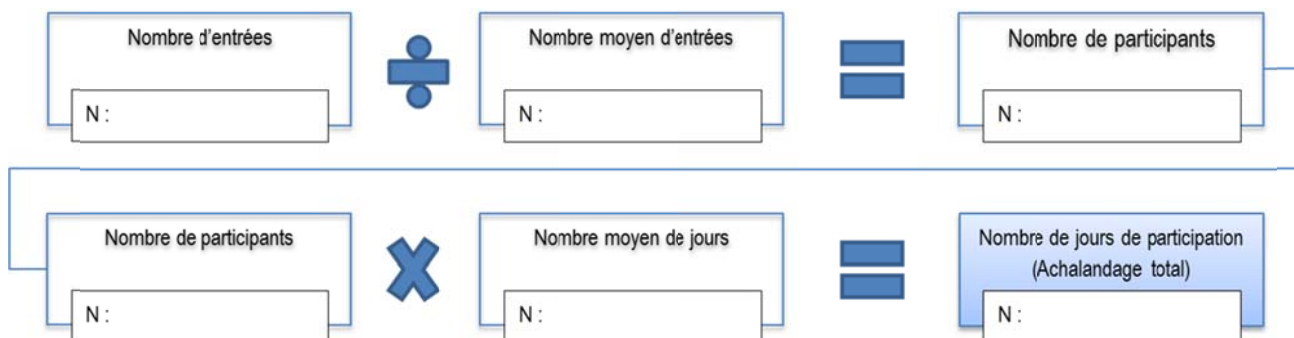 Nombre d'entrées
Nombre moyen d'entrées
Nombre de participants
N :
N :
N :
Nombre de participants
Nombre moyen de jours
Nombre de jours de participation
(Achalandage total)
N :
N :
N :